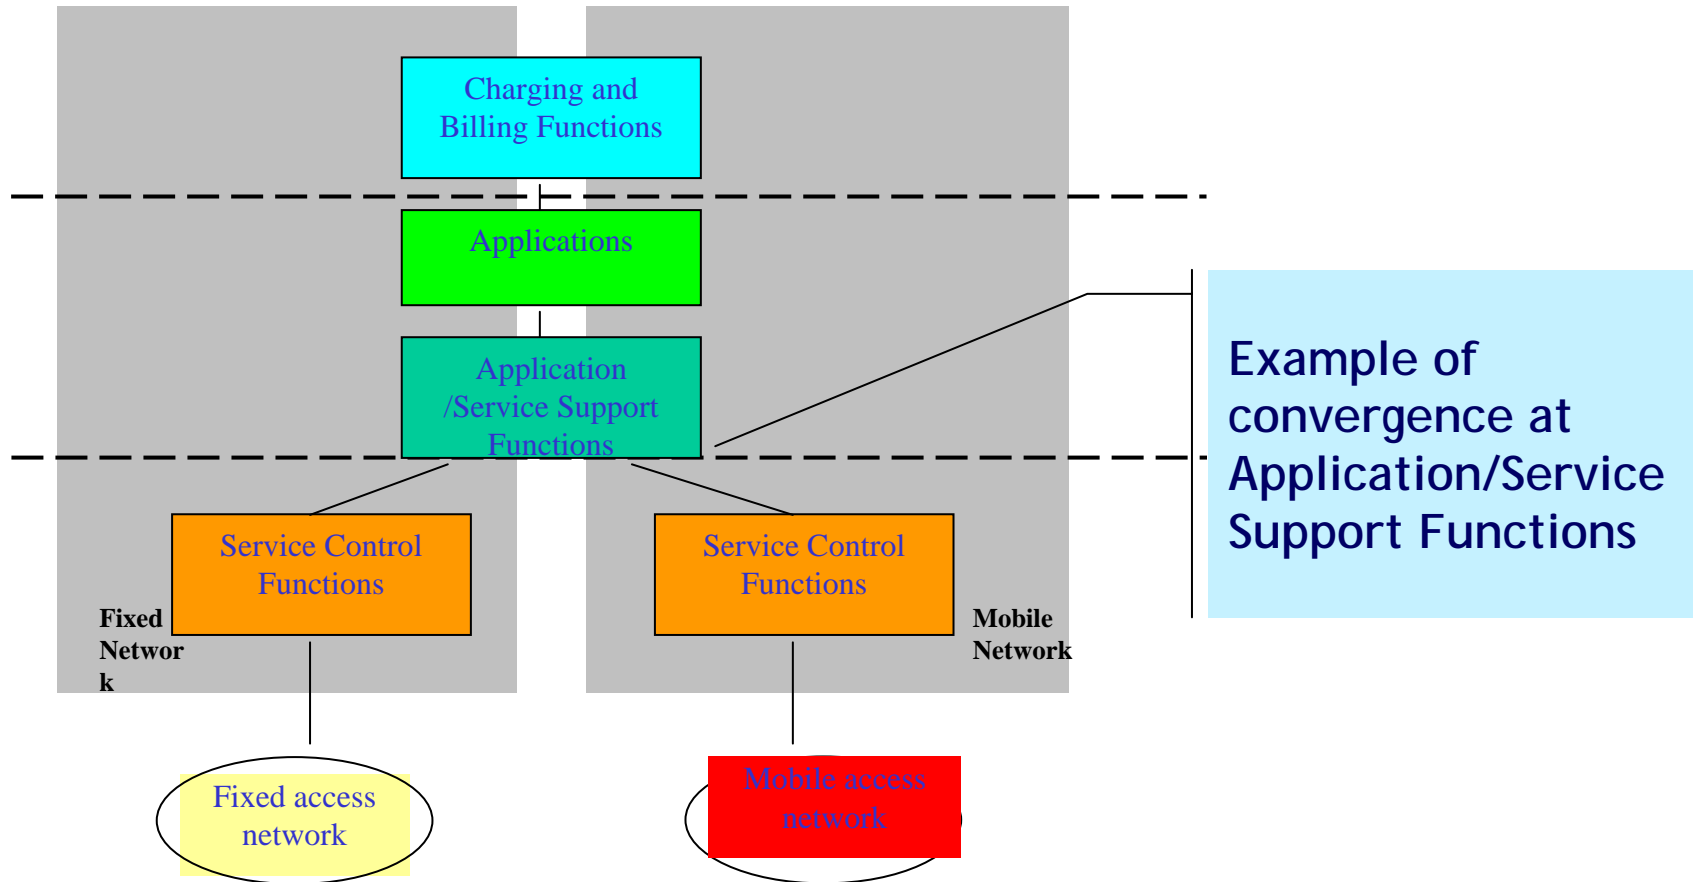 Charging and
Billing Functions
Applications
Application
/Service Support
Functions
Example of
convergence at
Application/Service
Support Functions
Service Control
Functions
Service Control
Functions
Fixed
Networ
k
Mobile
Network
Fixed access
network
Mobile access
network